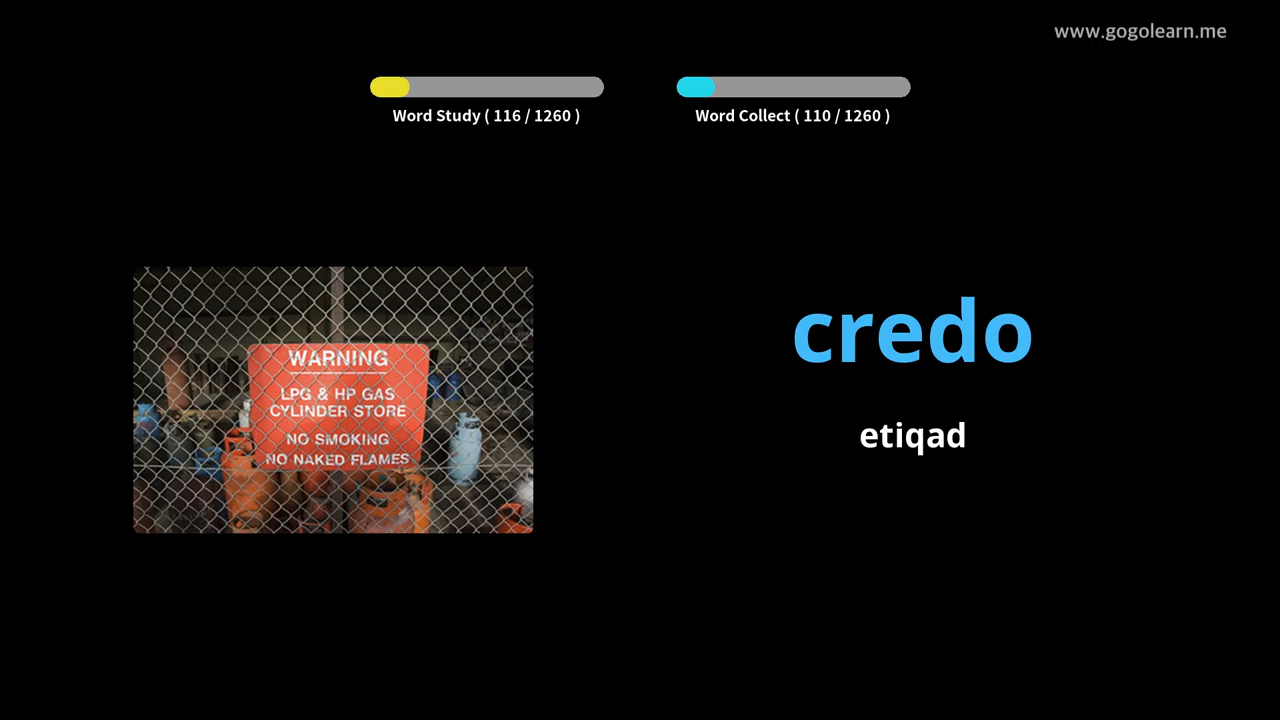 www.gogolearn.me
Word Study ( 116 / 1260 )
Word Collect ( 110 / 1260 )
WARNING
LPG & HP GAS
CYLINDER STORE
NO SMOKING
NO NAKED FLAMES
credo
etiqad